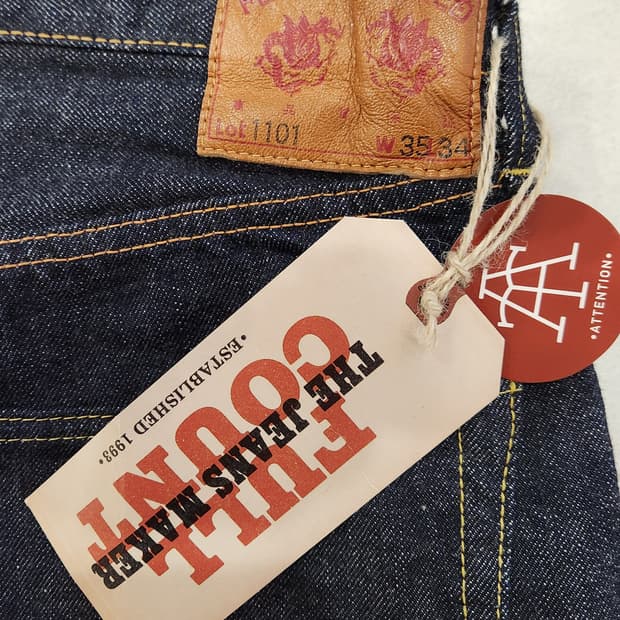 Lot 1101
W 35 34
FULL
COUNT
THE JEANS MAKER
•ESTABLISHED 1993•
•ATTENTION•